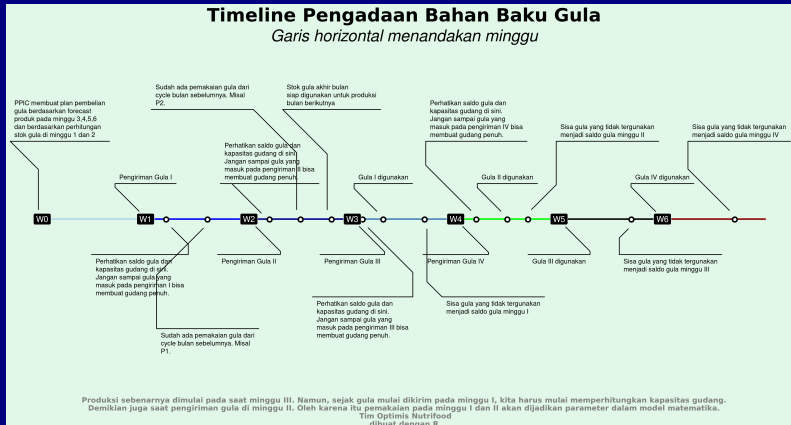 Timeline Pengadaan Bahan Baku Gula
Garis horizontal menandakan minggu
Sudah ada pemakaian gula dari
cycle bulan sebelumnya. Misal
P2.
Stok gula akhir bulan
siap digunakan untuk produksi
bulan berikutnya
PPIC membuat plan pembelian
gula berdasarkan forecast
produk pada minggu 3,4,5,6
dan berdasarkan perhitungan
stok gula di minggu 1 dan 2
Perhatikan saldo gula dan
kapasitas gudang di sini.
Jangan sampai gula yang
masuk pada pengiriman IV bisa
membuat gudang penuh.
Sisa gula yang tidak tergunakan
menjadi saldo gula minggu II
Sisa gula yang tidak tergunakan
menjadi saldo gula minggu IV
Perhatikan saldo gula dan
kapasitas gudang di sini.
Jangan sampai gula yang
masuk pada pengiriman II bisa
membuat gudang penuh.
Pengiriman Gula I
Gula I digunakan
Gula II digunakan
Gula IV digunakan
W0
W1
W2
W3
W4
W5
W6
Perhatikan saldo gula dan
kapasitas gudang di sini.
Jangan sampai gula yang
masuk pada pengiriman I bisa
membuat gudang penuh.
Pengiriman Gula II
Pengiriman Gula III
Pengiriman Gula IV
Gula III digunakan
Sisa gula yang tidak tergunakan
menjadi saldo gula minggu III
Perhatikan saldo gula dan
kapasitas gudang di sini.
Jangan sampai gula yang
masuk pada pengiriman III bisa
membuat gudang penuh.
Sisa gula yang tidak tergunakan
menjadi saldo gula minggu I
Sudah ada pemakaian gula dari
cycle bulan sebelumnya. Misal
P1.
Produksi sebenarnya dimulai pada saat minggu III. Namun, sejak gula mulai dikirim pada minggu I, kita harus mulai memperhitungkan kapasitas gudang.
Demikian juga saat pengiriman gula di minggu II. Oleh karena itu pemakaian pada minggu I dan II akan dijadikan parameter dalam model matematika.
Tim Optimis Nutrifood
dibuat dengan R